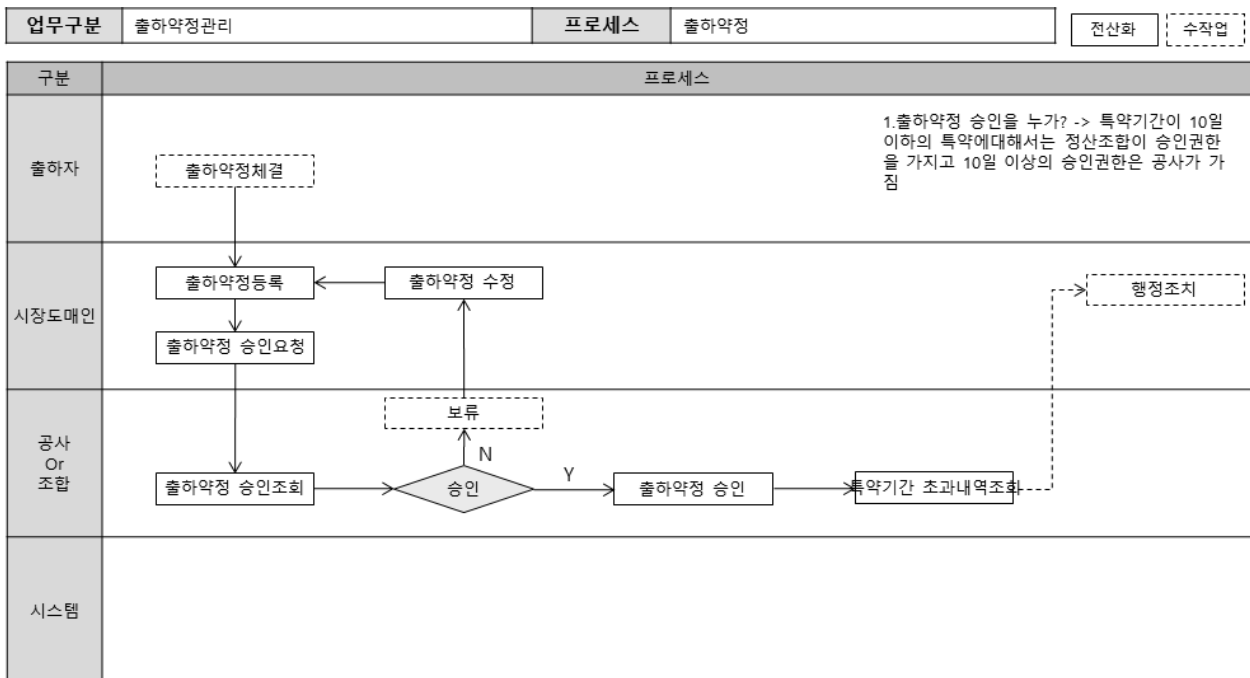 업무구분 출하약정관리 프로세스 출하약정 전산화 수작업
구분 프로세스
출하자
1.출하약정 승인을 누가? -> 특약기간이 10일
이하의 특약에대해서는 정산조합이 승인권한
을 가지고 10일 이상의 승인권한은 공사가 가
짐
출하약정체결
시장도매인
출하약정등록 출하약정 수정 행정조치
출하약정 승인요청
공사
Or
조합
보류
N
Y
출하약정 승인조회 승인 출하약정 승인 특약기간 초과내역조회
시스템